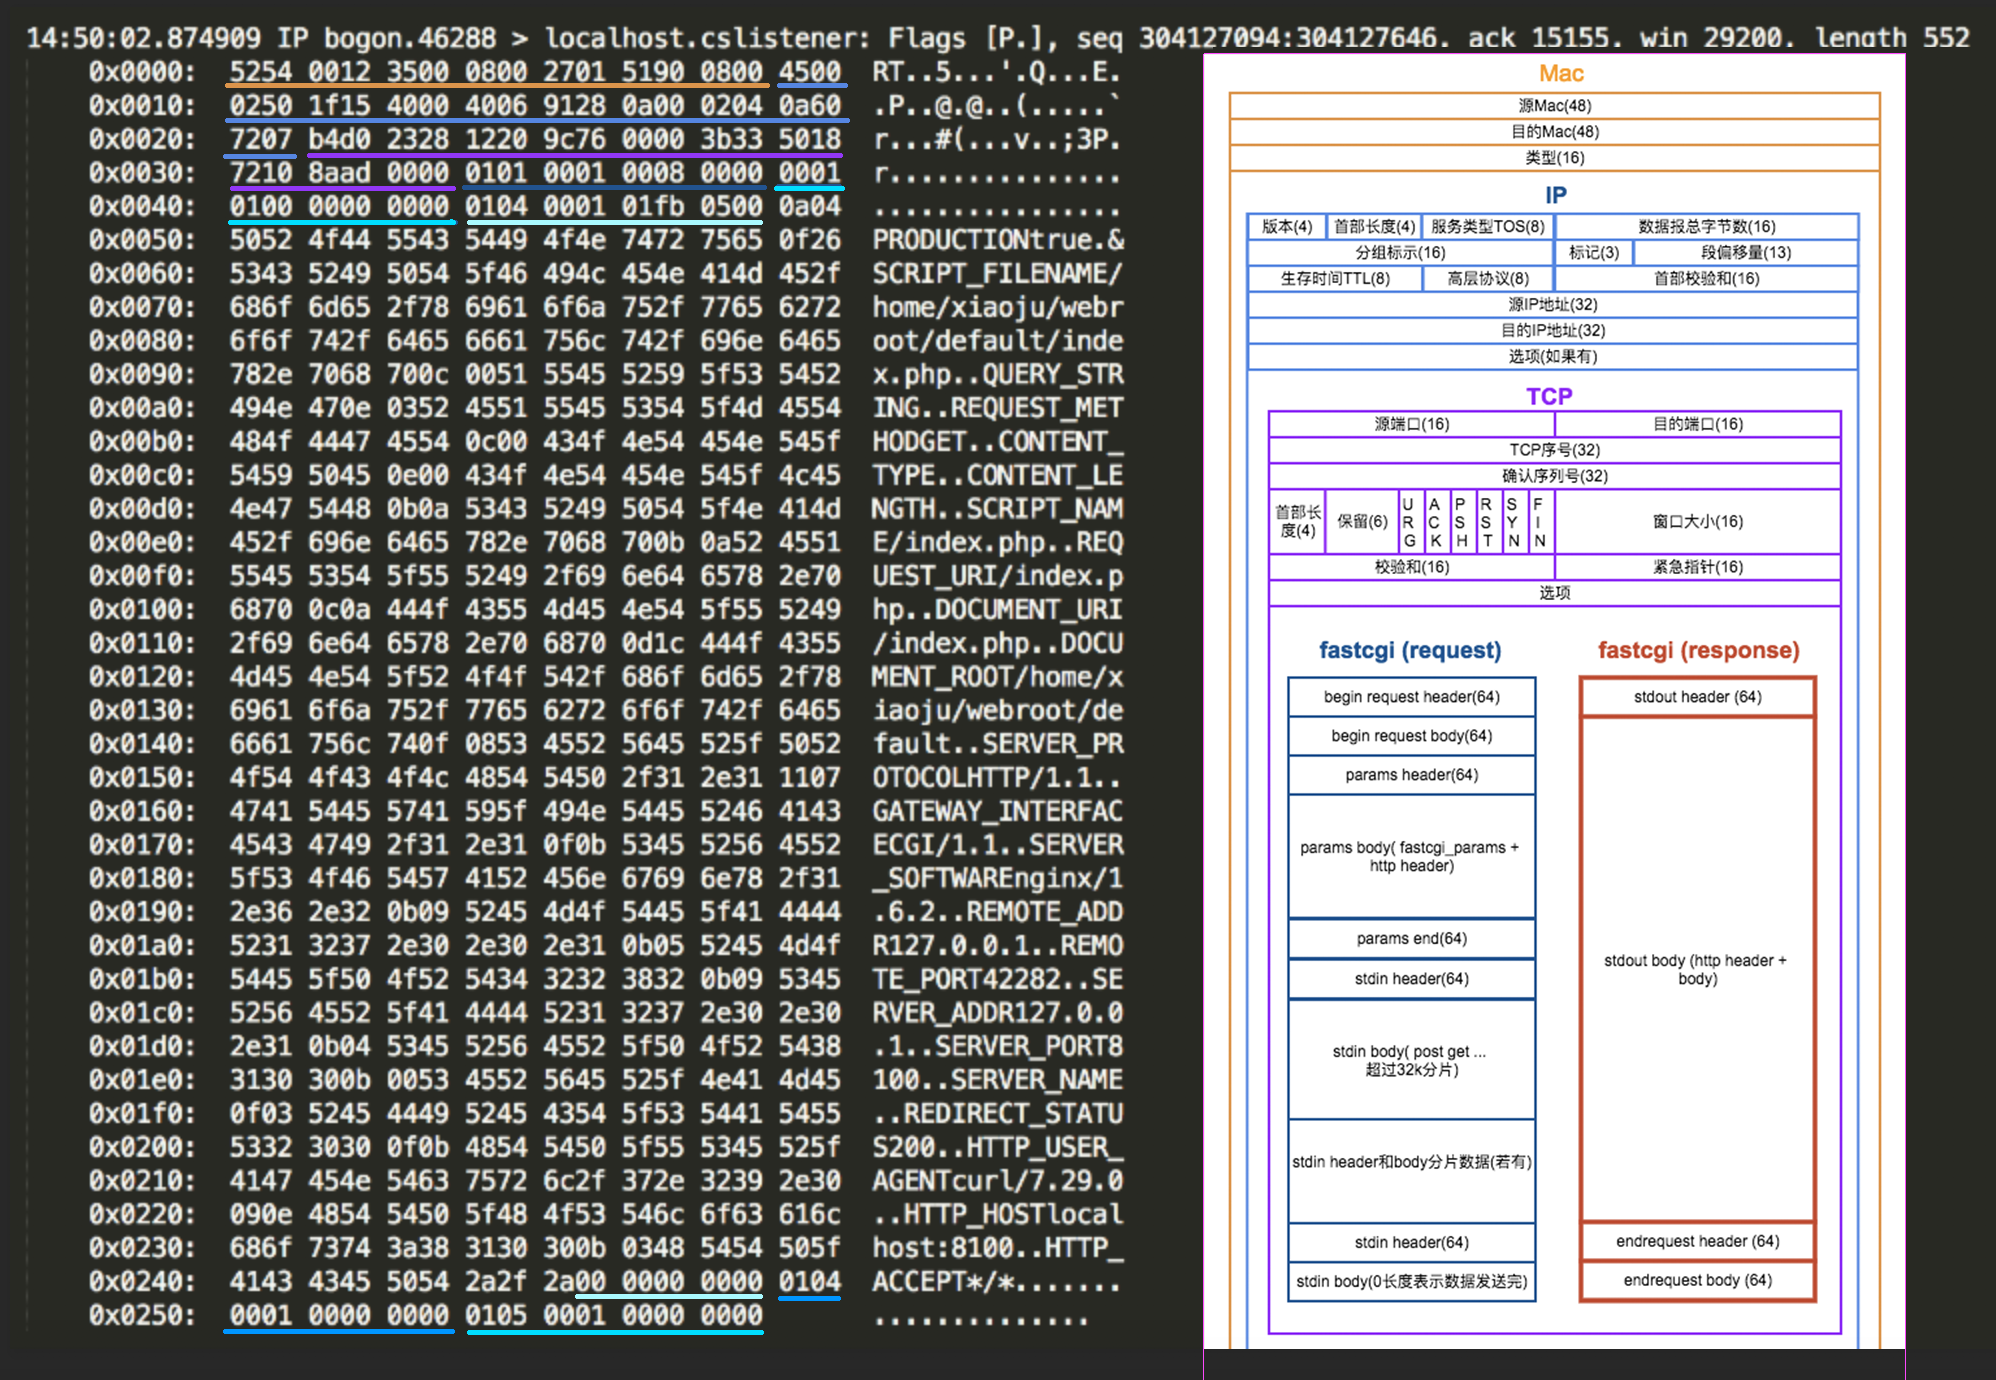 14:50:02.874909 IP bogon.46288 > localhost.cslistener: Flags [P.], seq 304127094:304127646, ack 15155, win 29200, length 552
0x0000: 5254 0012 3500 0800 2701 5190 0800 4500 RT..5...'.Q...E.
0x0010: 0250 1f15 4000 4006 9128 0a00 0204 0a60 .P..@.@..(.....`
0x0020: 7207 b4d0 2328 1220 9c76 0000 3b33 5018 r...#(...v..;3P.
0x0030: 7210 8aad 0000 0101 0001 0008 0000 0001 r...............
0x0040: 0100 0000 0000 0104 0001 01fb 0500 0a04 ................
0x0050: 5052 4f44 5543 5449 4f4e 7472 7565 0f26 PRODUCTIONtrue.&
0x0060: 5343 5249 5054 5f46 494c 454e 414d 452f SCRIPT_FILENAME/
0x0070: 686f 6d65 2f78 6961 6f6a 752f 7765 6272 home/xiaoju/webr
0x0080: 6f6f 742f 6465 6661 756c 742f 696e 6465 oot/default/inde
0x0090: 782e 7068 700c 0051 5545 5259 5f53 5452 x.php..QUERY_STR
0x00a0: 494e 470e 0352 4551 5545 5354 5f4d 4554 ING..REQUEST_MET
0x00b0: 484f 4447 4554 0c00 434f 4e54 454e 545f HODGET..CONTENT_
0x00c0: 5459 5045 0e00 434f 4e54 454e 545f 4c45 TYPE..CONTENT_LE
0x00d0: 4e47 5448 0b0a 5343 5249 5054 5f4e 414d NGTH..SCRIPT_NAM
0x00e0: 452f 696e 6465 782e 7068 700b 0a52 4551 E/index.php..REQ
0x00f0: 5545 5354 5f55 5249 2f69 6e64 6578 2e70 UEST_URI/index.p
0x0100: 6870 0c0a 444f 4355 4d45 4e54 5f55 5249 hp..DOCUMENT_URI
0x0110: 2f69 6e64 6578 2e70 6870 0d1c 444f 4355 /index.php..DOCU
0x0120: 4d45 4e54 5f52 4f4f 542f 686f 6d65 2f78 MENT_ROOT/home/x
0x0130: 6961 6f6a 752f 7765 6272 6f6f 742f 6465 iaoju/webroot/de
0x0140: 6661 756c 740f 0853 4552 5645 525f 5052 fault..SERVER_PR
0x0150: 4f54 4f43 4f4c 4854 5450 2f31 2e31 1107 OTOCOLHTTP/1.1..
0x0160: 4741 5445 5741 595f 494e 5445 5246 4143 GATEWAY_INTERFAC
0x0170: 4543 4749 2f31 2e31 0f0b 5345 5256 4552 ECGI/1.1..SERVER
0x0180: 5f53 4f46 5457 4152 456e 6769 6e78 2f31 _SOFTWAREnginx/1
0x0190: 2e36 2e32 0b09 5245 4d4f 5445 5f41 4444 .6.2..REMOTE_ADD
0x01a0: 5231 3237 2e30 2e30 2e31 0b05 5245 4d4f R127.0.0.1..REMO
0x01b0: 5445 5f50 4f52 5434 3232 3832 0b09 5345 TE_PORT42282..SE
0x01c0: 5256 4552 5f41 4444 5231 3237 2e30 2e30 RVER_ADDR127.0.0
0x01d0: 2e31 0b04 5345 5256 4552 5f50 4f52 5438 .1..SERVER_PORT8
0x01e0: 3130 300b 0053 4552 5645 525f 4e41 4d45 100..SERVER_NAME
0x01f0: 0f03 5245 4449 5245 4354 5f53 5441 5455 ..REDIRECT_STATU
0x0200: 5332 3030 0f0b 4854 5450 5f55 5345 525f S200..HTTP_USER_
0x0210: 4147 454e 5463 7572 6c2f 372e 3239 2e30 AGENTcurl/7.29.0
0x0220: 090e 4854 5450 5f48 4f53 546c 6f63 616c ..HTTP_HOSTlocal
0x0230: 686f 7374 3a38 3130 300b 0348 5454 505f host:8100..HTTP_
0x0240: 4143 4345 5054 2a2f 2a00 0000 0000 0104 ACCEPT*/*.......
0x0250: 0001 0000 0000 0105 0001 0000 0000 ..............
Mac
源Mac(48)
目的Mac(48)
类型(16)
IP
版本(4) 首部长度(4) 服务类型TOS(8) 数据报总字节数(16)
分组标示(16) 标记(3) 段偏移量(13)
生存时间TTL(8) 高层协议(8) 首部校验和(16)
源IP地址(32)
目的IP地址(32)
选项(如果有)
TCP
源端口(16) 目的端口(16)
TCP序号(32)
确认序列号(32)
首部长度(4) 保留(6) URG ACK PSH RST SYN FIN 窗口大小(16)
校验和(16) 紧急指针(16)
选项
fastcgi (request)
begin request header(64)
begin request body(64)
params header(64)
params body( fastcgi_params +
http header)
params end(64)
stdin header(64)
stdin body( post get ...
超过32k分片)
stdin header和body分片数据(若有)
stdin header(64)
stdin body(0长度表示数据发送完)
fastcgi (response)
stdout header (64)
stdout body (http header +
body)
endrequest header (64)
endrequest body (64)